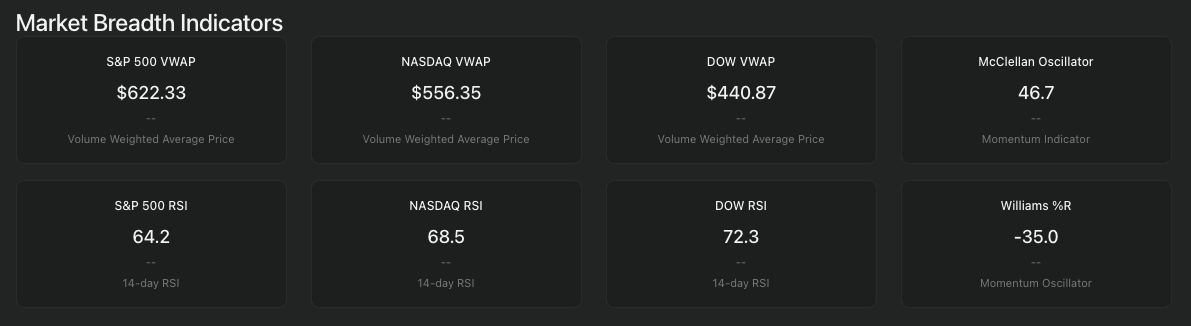 Market Breadth Indicators
S&P 500 VWAP
$622.33
--
Volume Weighted Average Price
NASDAQ VWAP
$556.35
--
Volume Weighted Average Price
DOW VWAP
$440.87
--
Volume Weighted Average Price
McClellan Oscillator
46.7
--
Momentum Indicator
S&P 500 RSI
64.2
--
14-day RSI
NASDAQ RSI
68.5
--
14-day RSI
DOW RSI
72.3
--
14-day RSI
Williams %R
-35.0
--
Momentum Oscillator